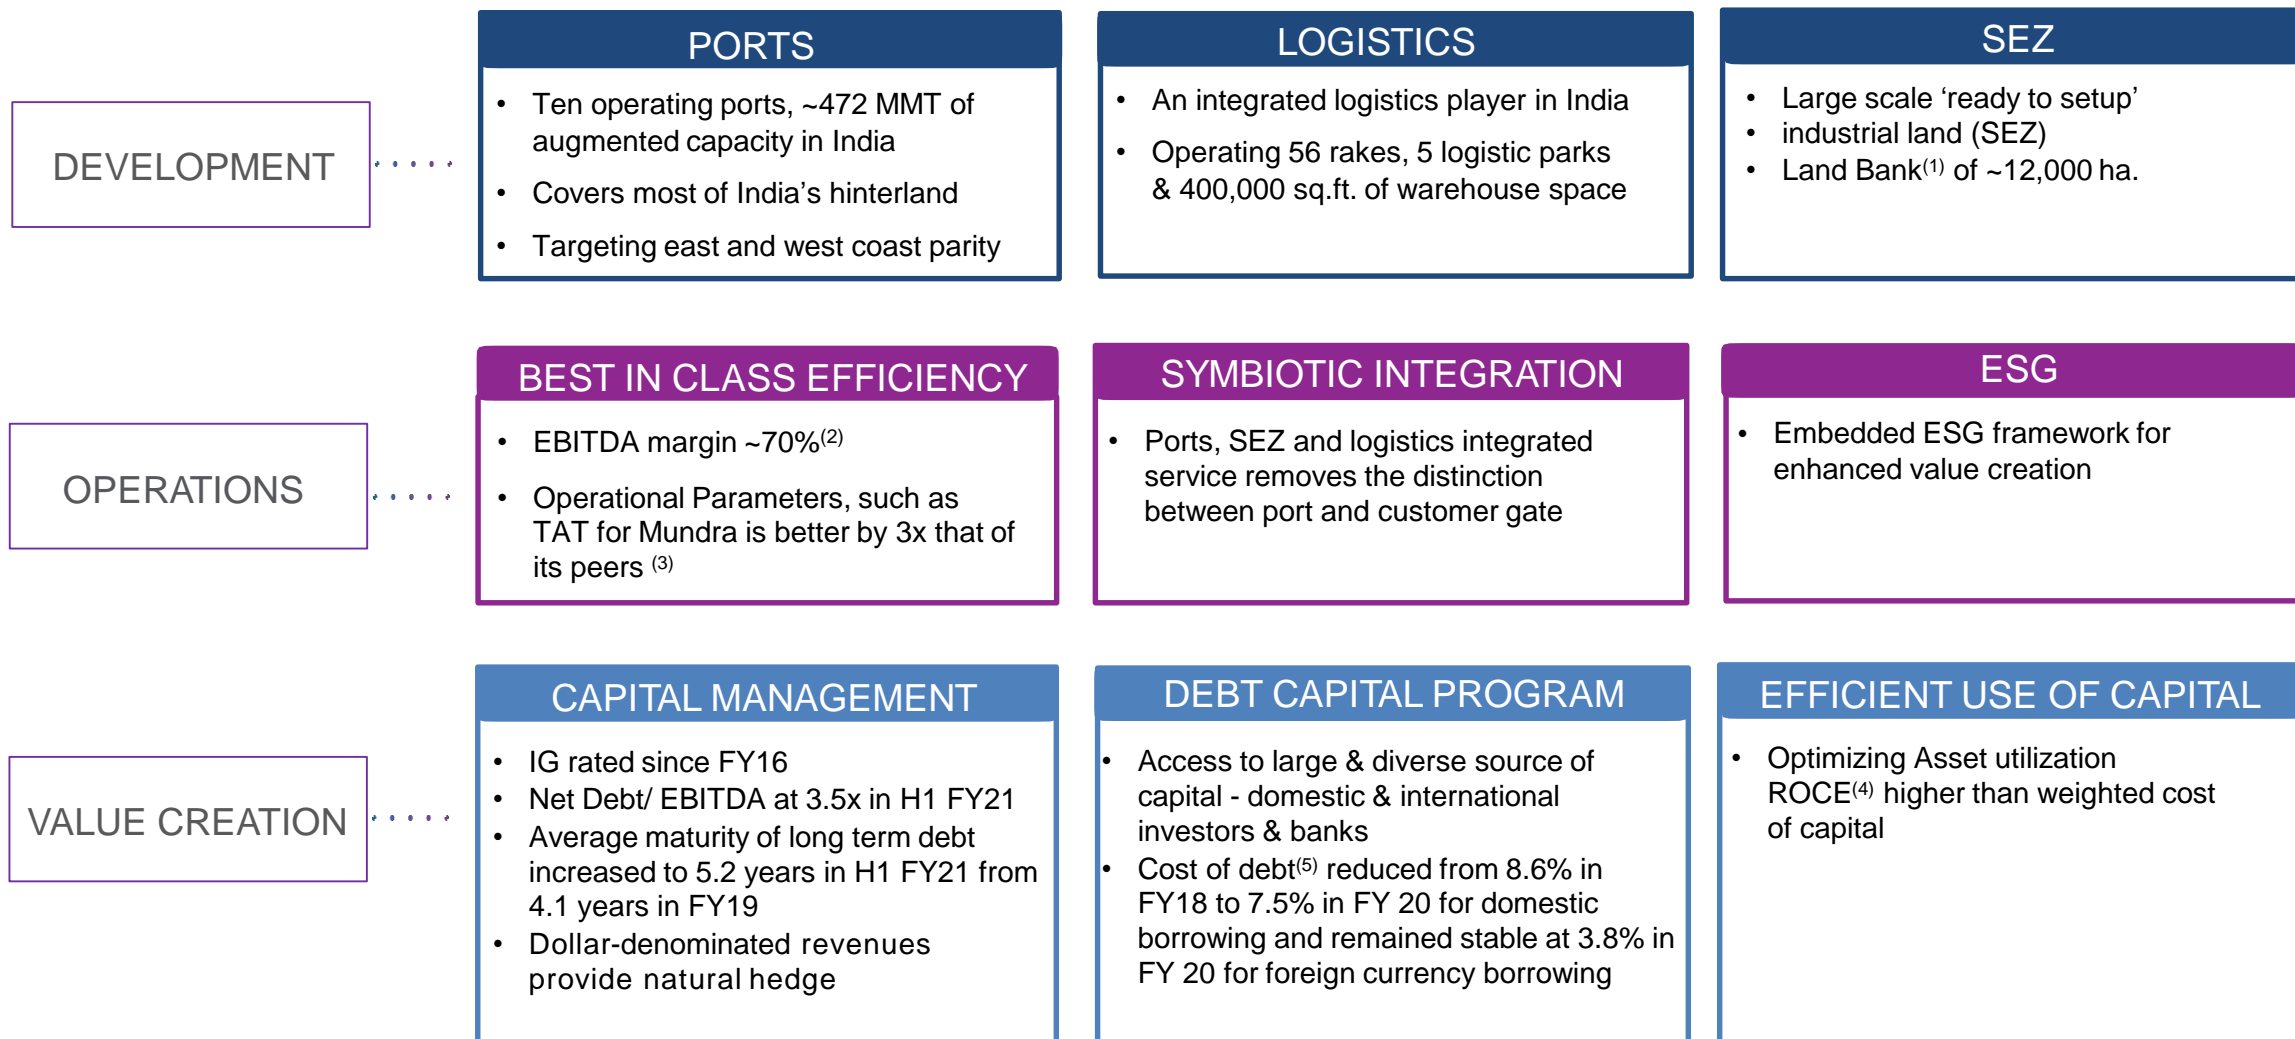 DEVELOPMENT
PORTS
• Ten operating ports, ~472 MMT of
augmented capacity in India
• Covers most of India’s hinterland
• Targeting east and west coast parity
LOGISTICS
• An integrated logistics player in India
• Operating 56 rakes, 5 logistic parks
& 400,000 sq.ft. of warehouse space
SEZ
• Large scale ‘ready to setup’
• industrial land (SEZ)
• Land Bank(1) of ~12,000 ha.
OPERATIONS
BEST IN CLASS EFFICIENCY
• EBITDA margin ~70%(2)
• Operational Parameters, such as
TAT for Mundra is better by 3x that of
its peers (3)
SYMBIOTIC INTEGRATION
• Ports, SEZ and logistics integrated
service removes the distinction
between port and customer gate
ESG
• Embedded ESG framework for
enhanced value creation
VALUE CREATION
CAPITAL MANAGEMENT
• IG rated since FY16
• Net Debt/ EBITDA at 3.5x in H1 FY21
• Average maturity of long term debt
increased to 5.2 years in H1 FY21 from
4.1 years in FY19
• Dollar-denominated revenues
provide natural hedge
DEBT CAPITAL PROGRAM
• Access to large & diverse source of
capital - domestic & international
investors & banks
• Cost of debt(5) reduced from 8.6% in
FY18 to 7.5% in FY 20 for domestic
borrowing and remained stable at 3.8% in
FY 20 for foreign currency borrowing
EFFICIENT USE OF CAPITAL
• Optimizing Asset utilization
ROCE(4) higher than weighted cost
of capital